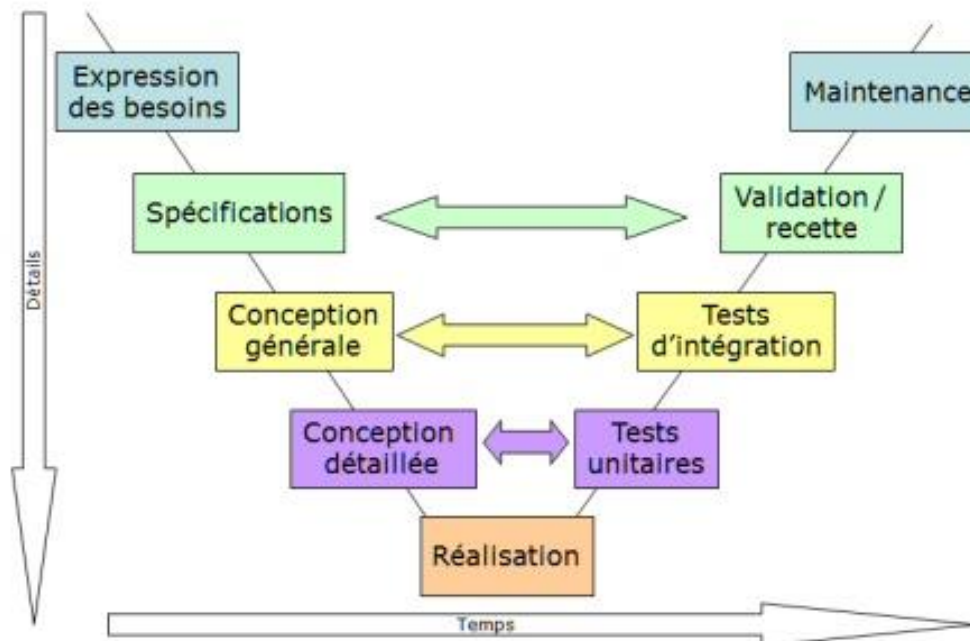 Expression
des besoins
Maintenance
Spécifications
Validation /
recette
Détails
Conception
générale
Tests
d'intégration
Conception
détaillée
Tests
unitaires
Réalisation
Temps